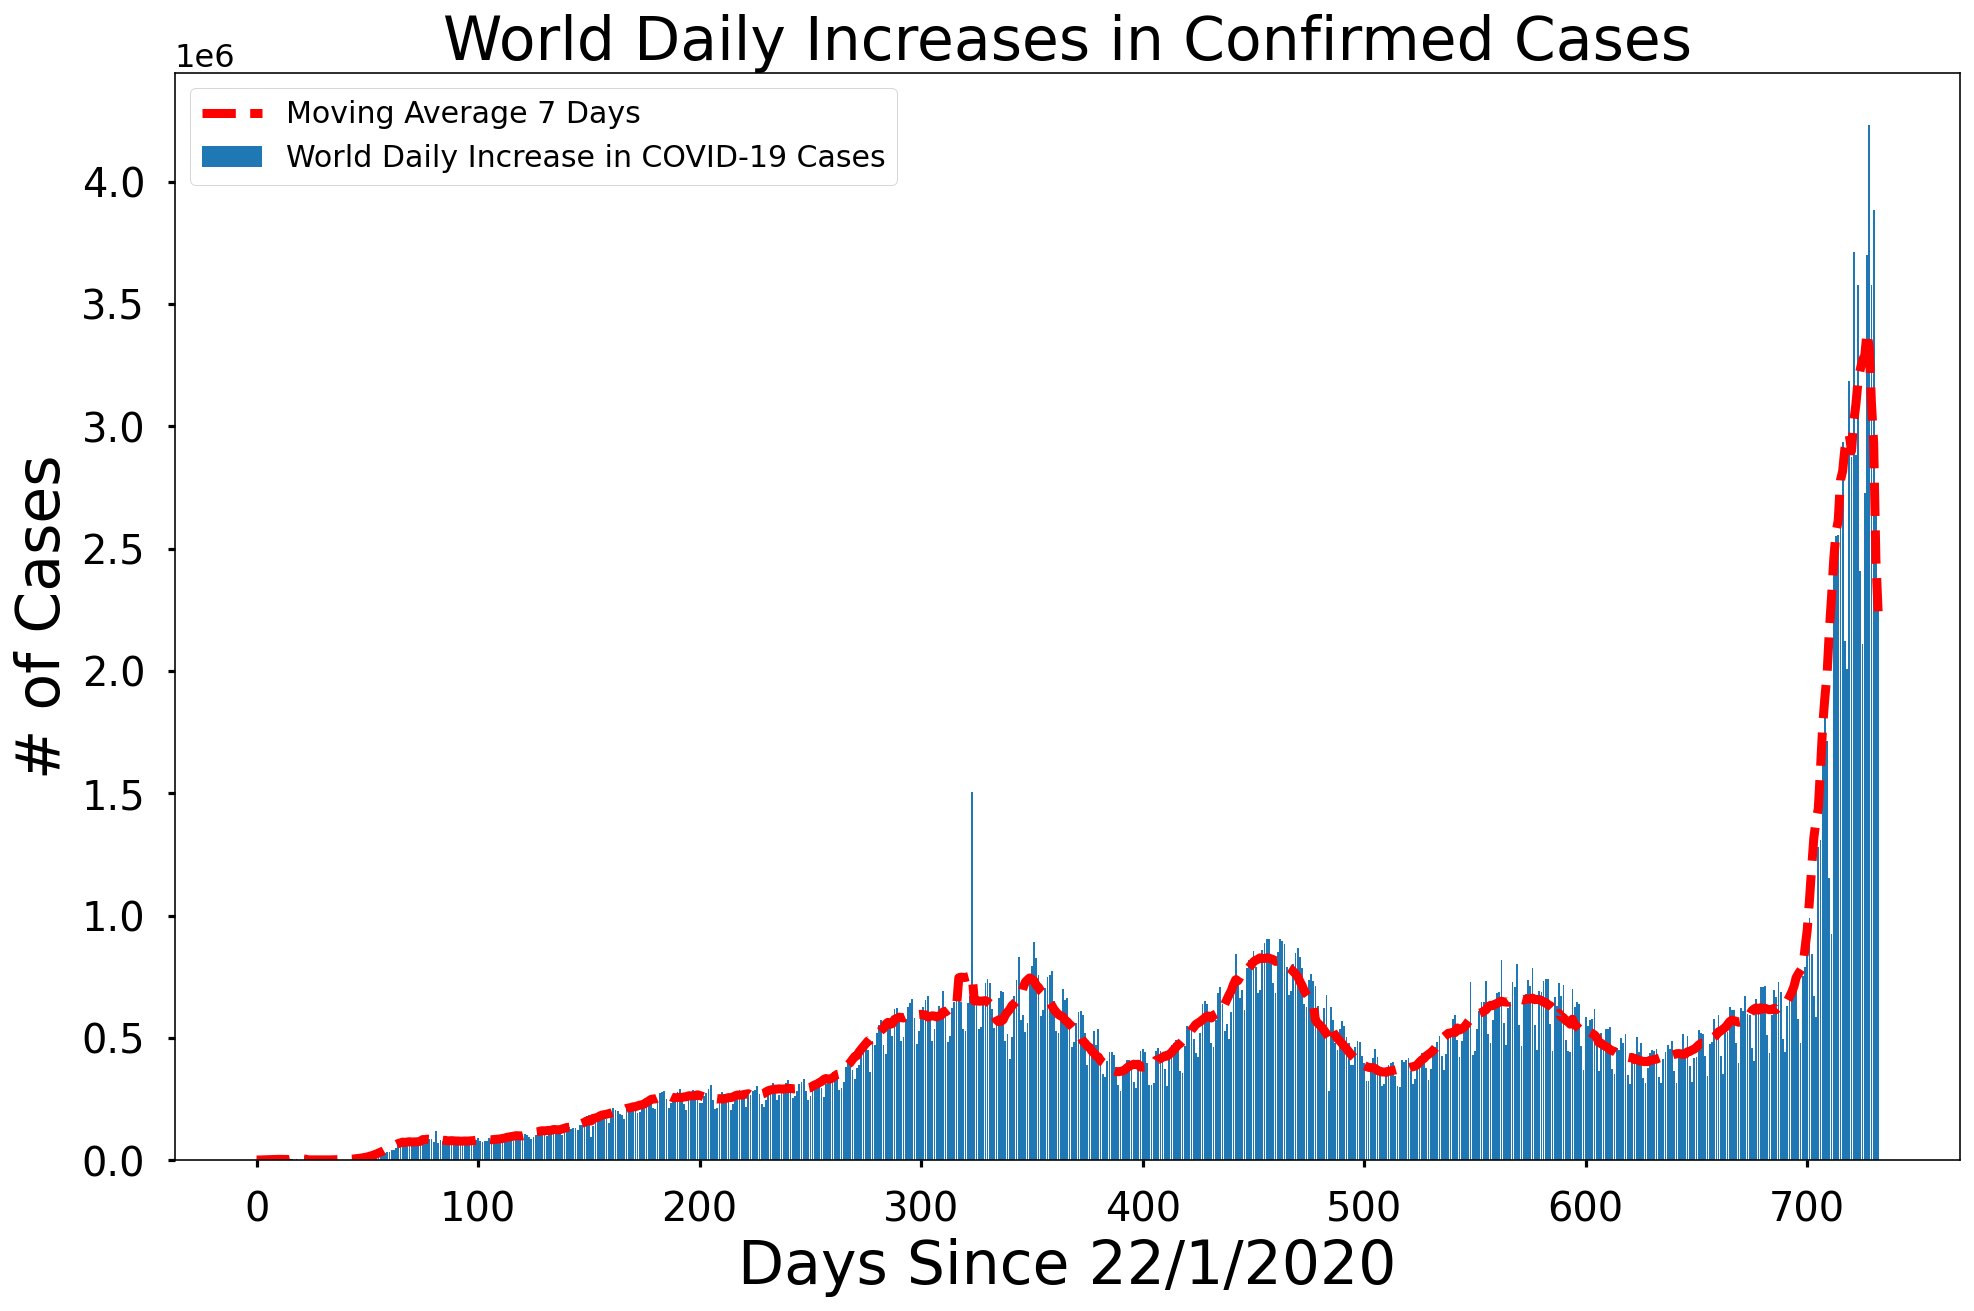 World Daily Increases in Confirmed Cases
1e6
Moving Average 7 Days
World Daily Increase in COVID-19 Cases
4.0
3.5
3.0
2.5
2.0
1.5
1.0
0.5
0.0
# of Cases
0 100 200 300 400 500 600 700
Days Since 22/1/2020